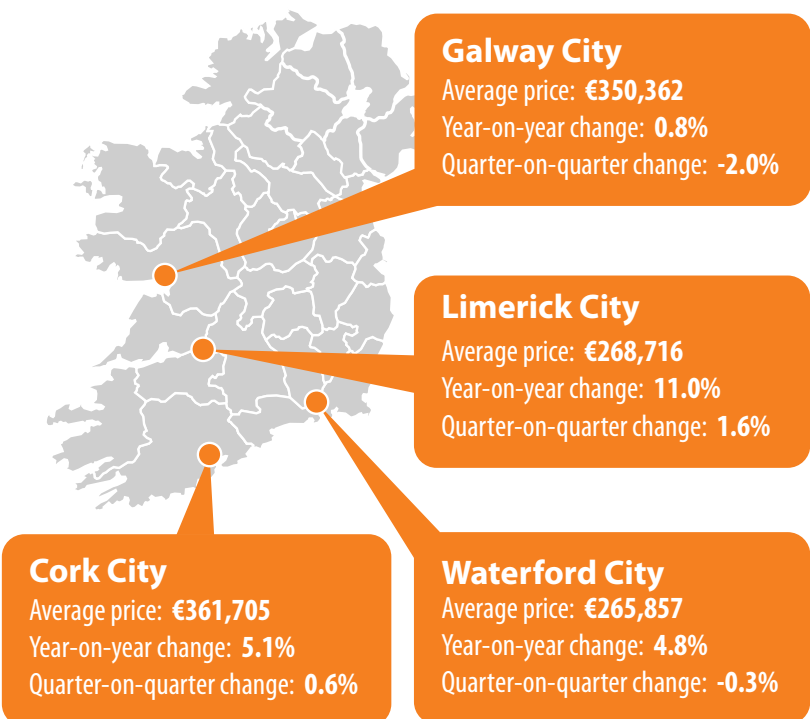 Galway City
Average price: €350,362
Year-on-year change: 0.8%
Quarter-on-quarter change: -2.0%
Limerick City
Average price: €268,716
Year-on-year change: 11.0%
Quarter-on-quarter change: 1.6%
Cork City
Average price: €361,705
Year-on-year change: 5.1%
Quarter-on-quarter change: 0.6%
Waterford City
Average price: €265,857
Year-on-year change: 4.8%
Quarter-on-quarter change: -0.3%